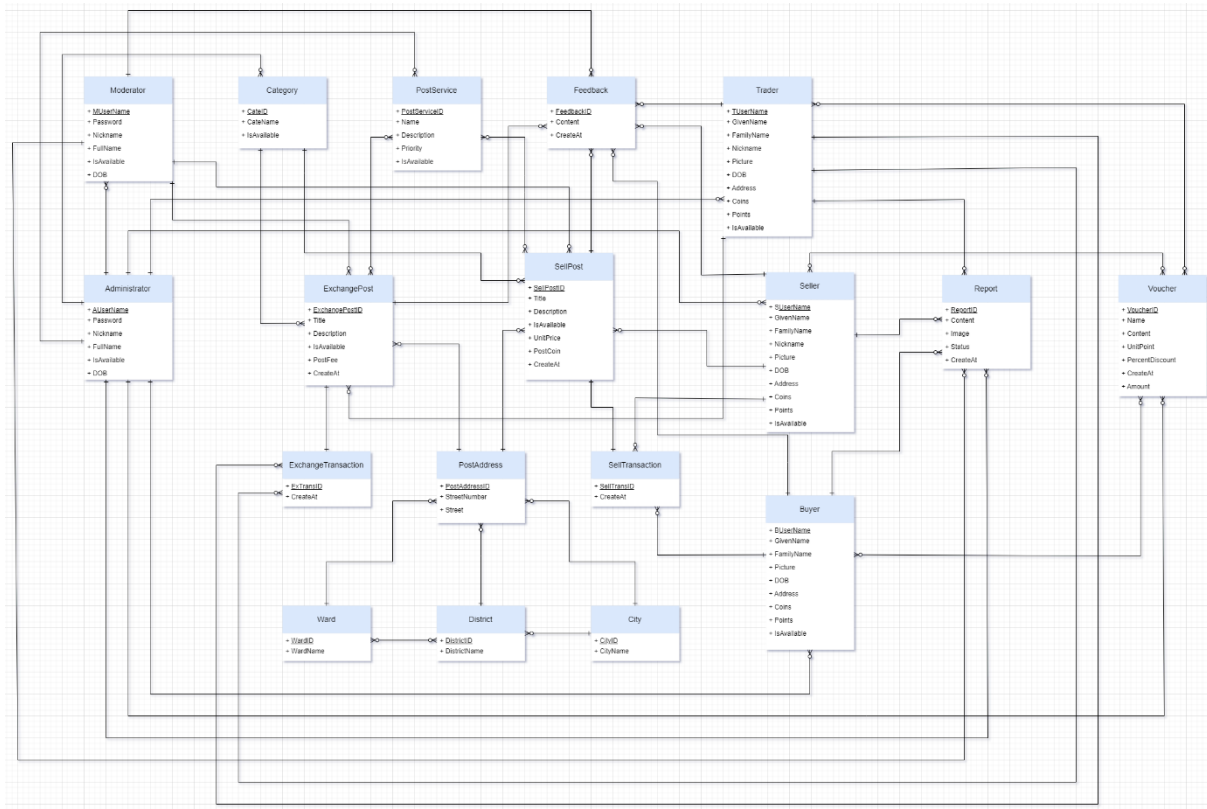 Moderator
+ MUserName
+ Password
+ Nickname
+ FullName
+ IsAvailable
+ DOB
Category
+ CateID
+ CateName
+ IsAvailable
PostService
+ PostServiceID
+ Name
+ Description
+ Priority
+ IsAvailable
Feedback
+ FeedbackID
+ Content
+ CreateAt
Trader
+ TUserName
+ GivenName
+ FamilyName
+ Nickname
+ Picture
+ DOB
+ Address
+ Coins
+ Points
+ IsAvailable
Administrator
+ AUserName
+ Password
+ Nickname
+ FullName
+ IsAvailable
+ DOB
ExchangePost
+ ExchangePostID
+ Title
+ Description
+ IsAvailable
+ PostFee
+ CreateAt
SellPost
+ SellPostID
+ Title
+ Description
+ IsAvailable
+ UnitPrice
+ PostCoin
+ CreateAt
Seller
+ SUserName
+ GivenName
+ FamilyName
+ Nickname
+ Picture
+ DOB
+ Address
+ Coins
+ Points
+ IsAvailable
Report
+ ReportID
+ Content
+ Image
+ Status
+ CreateAt
Voucher
+ VoucherID
+ Name
+ Content
+ UnitPoint
+ PercentDiscount
+ CreateAt
+ Amount
ExchangeTransaction
+ ExTransID
+ CreateAt
PostAddress
+ PostAddressID
+ StreetNumber
+ Street
SellTransaction
+ SellTransID
+ CreateAt
Buyer
+ BUserName
+ GivenName
+ FamilyName
+ Picture
+ DOB
+ Address
+ Coins
+ Points
+ IsAvailable
Ward
+ WardID
+ WardName
District
+ DistrictID
+ DistrictName
City
+ CityID
+ CityName